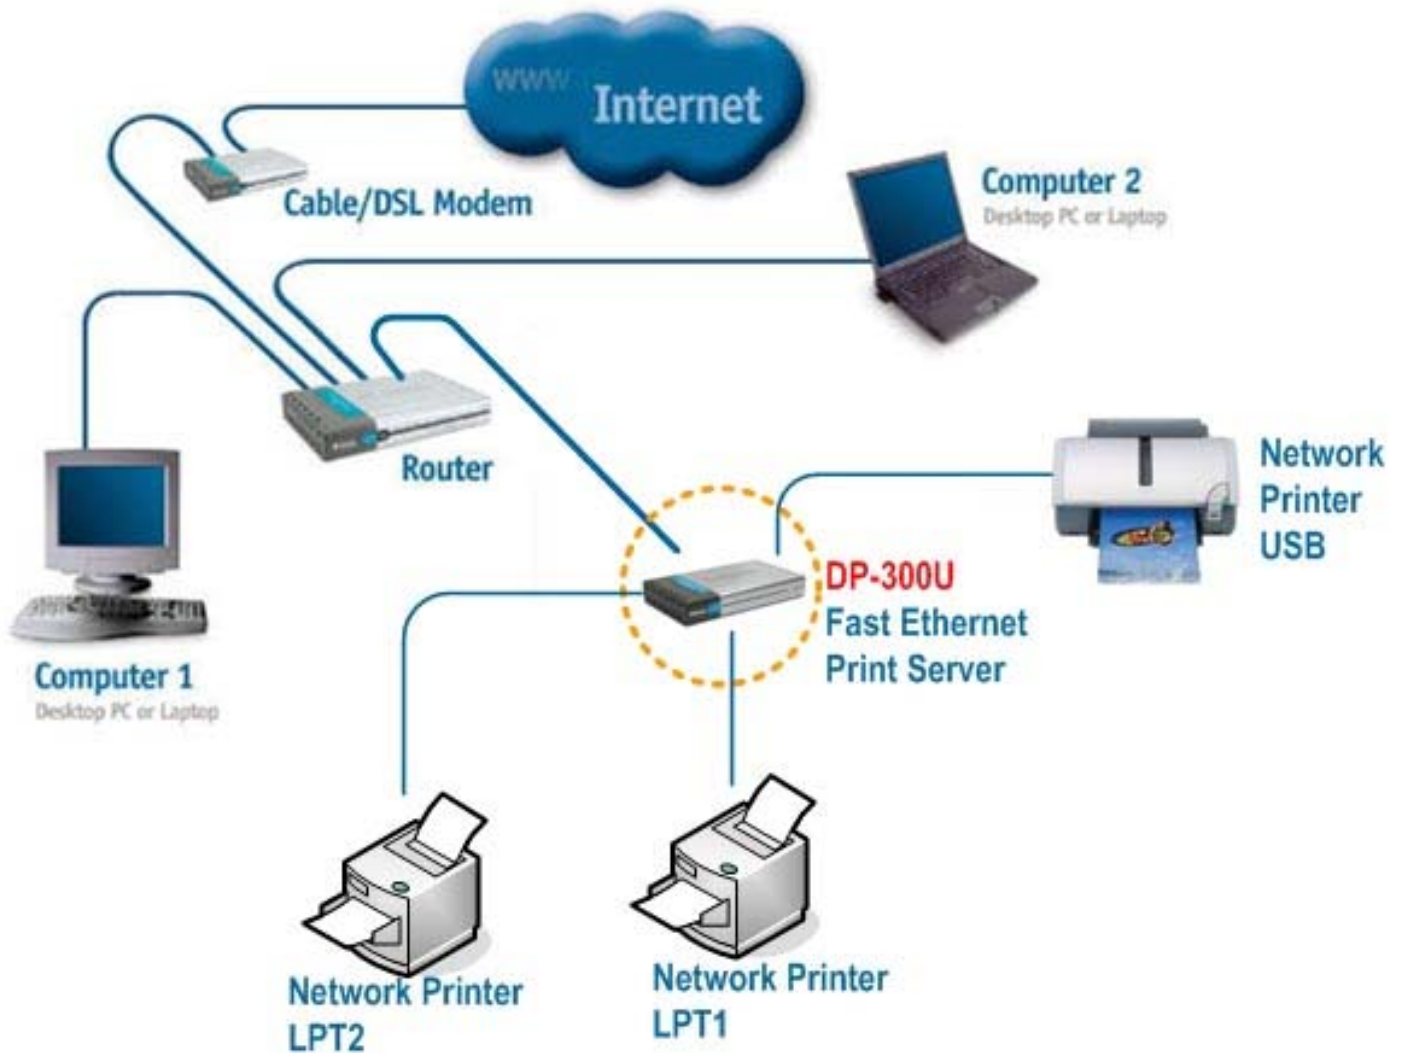 www
Internet
Cable/DSL Modem
Computer 2
Desktop PC or Laptop
Router
Network
Printer
USB
DP-300U
Fast Ethernet
Print Server
Computer 1
Desktop PC or Laptop
Network Printer
LPT2
Network Printer
LPT1